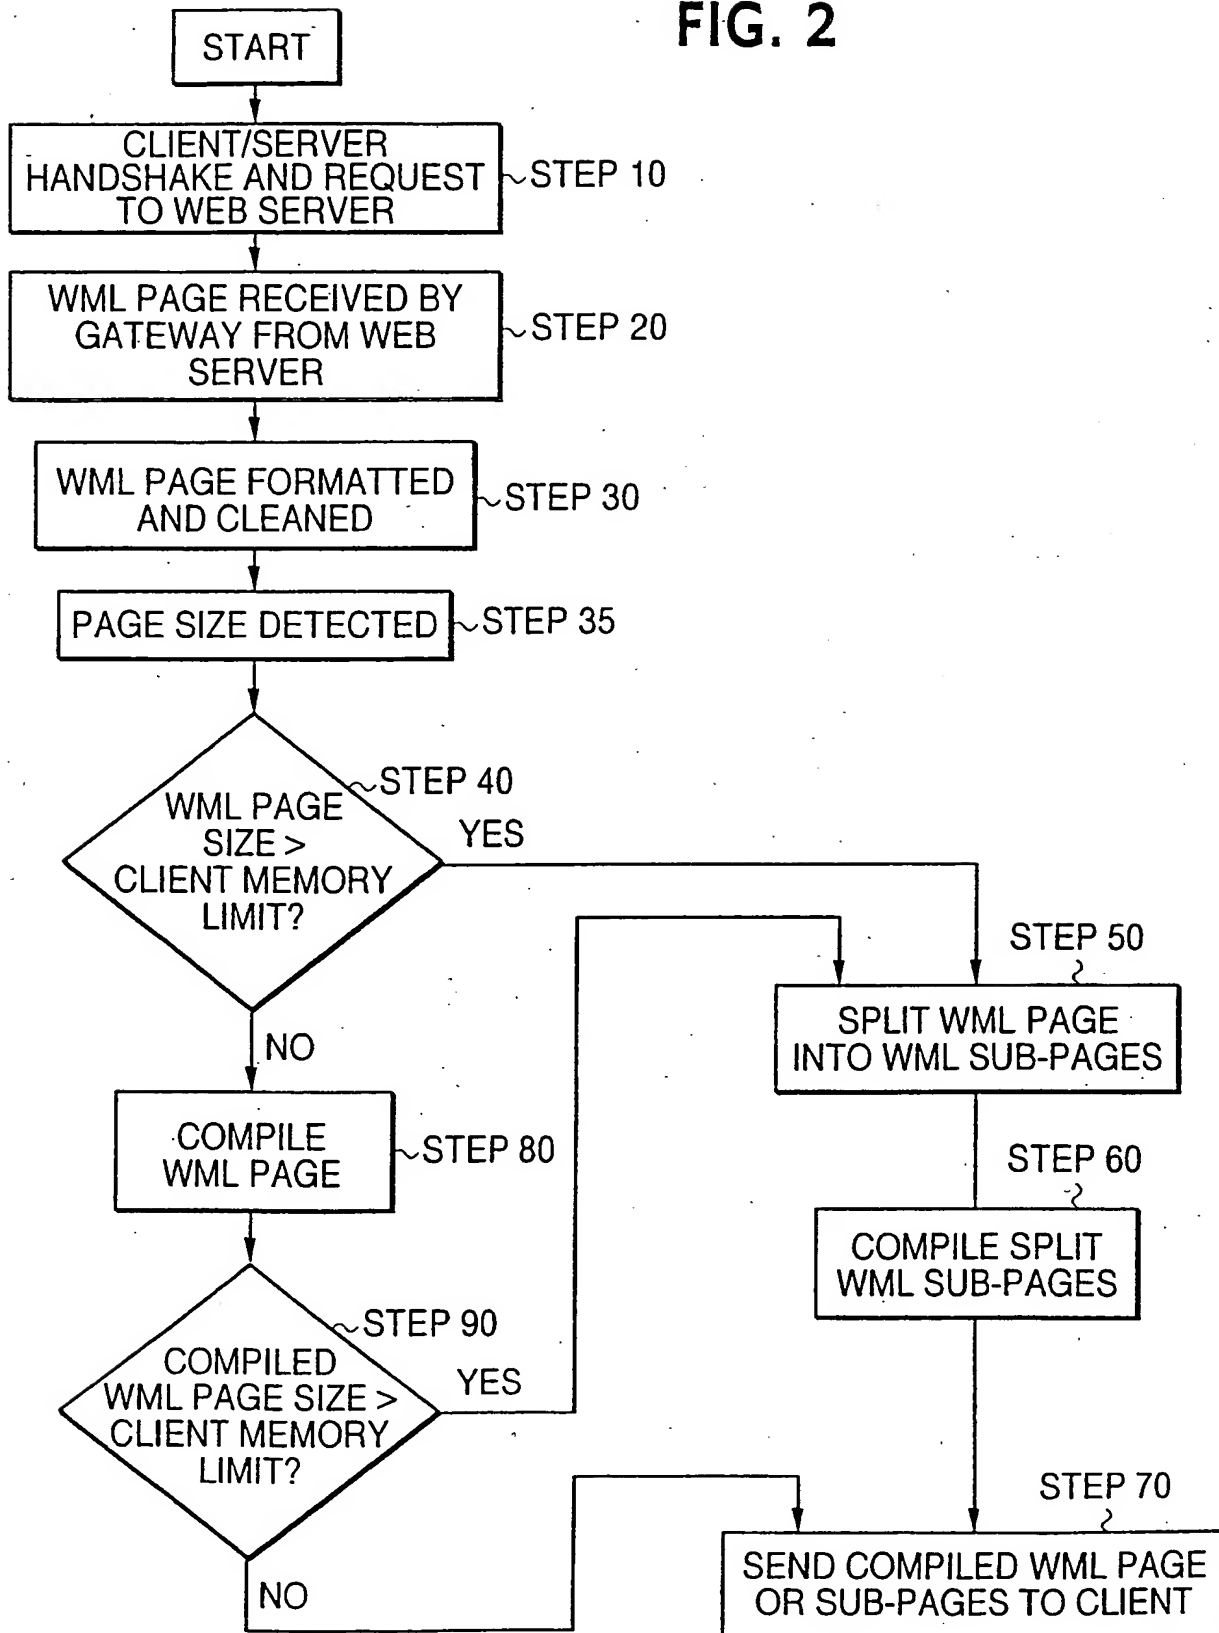 FIG. 2
START
CLIENT/SERVER
HANDSHAKE AND REQUEST
TO WEB SERVER
STEP 10
WML PAGE RECEIVED BY
GATEWAY FROM WEB
SERVER
STEP 20
WML PAGE FORMATTED
AND CLEANED
STEP 30
PAGE SIZE DETECTED
STEP 35
STEP 40
WML PAGE
SIZE >
CLIENT MEMORY
LIMIT?
YES
NO
STEP 50
SPLIT WML PAGE
INTO WML SUB-PAGES
COMPILE
WML PAGE
STEP 80
STEP 60
COMPILE SPLIT
WML SUB-PAGES
STEP 90
COMPILED
WML PAGE SIZE >
CLIENT MEMORY
LIMIT?
YES
NO
STEP 70
SEND COMPILED WML PAGE
OR SUB-PAGES TO CLIENT